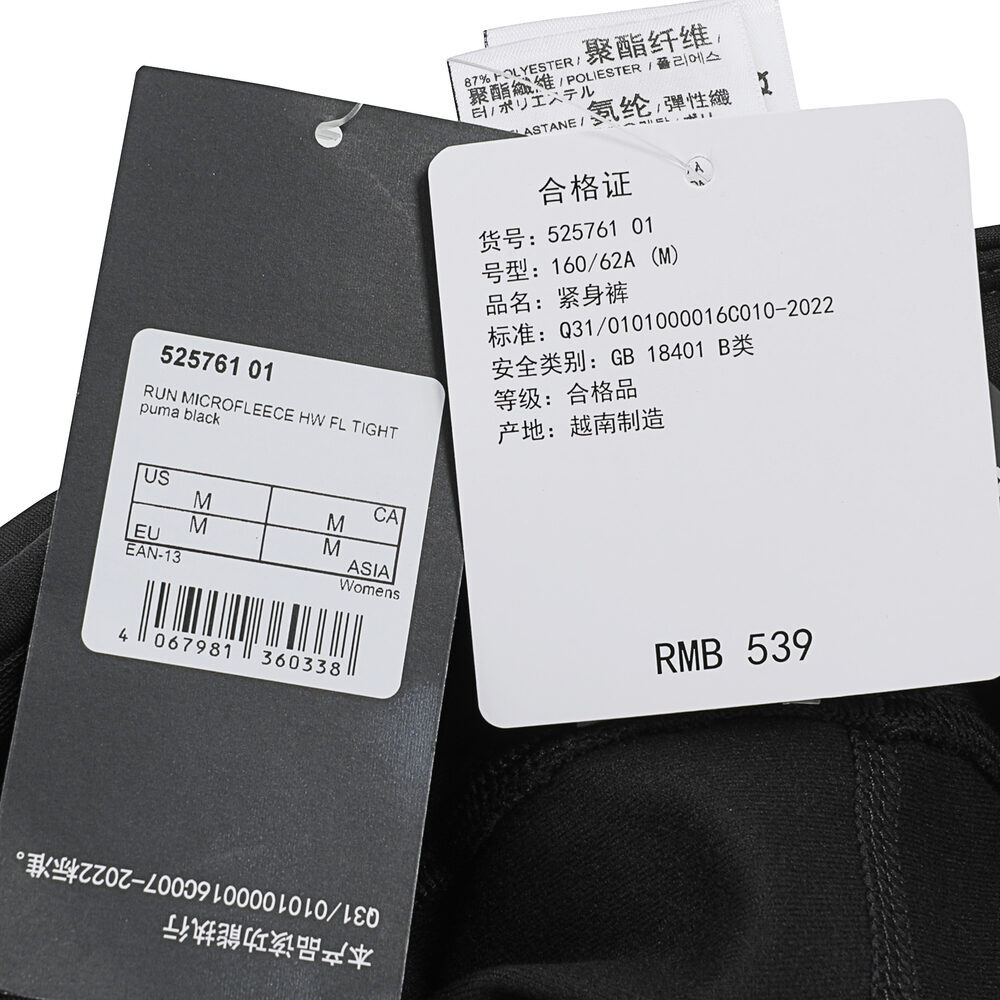 聚酯纤维
87% POLYESTER /
聚酯纖維 / POLIESTER / 폴리에스
터 / ポリエステル
氨纶 / 彈性纖
ELASTANE /
合格证
货号: 525761 01
号型: 160/62A (M)
品名: 紧身裤
标准: Q31/0101000016C010-2022
安全类别: GB 18401 B类
等级: 合格品
产地: 越南制造
RMB 539
525761 01
RUN MICROFLEECE HW FL TIGHT
puma black
US M M CA
EU M M ASIA
EAN-13 Womens
4 067981 360338
本产品该功能执行
Q31/0101000016C007-2022标准。